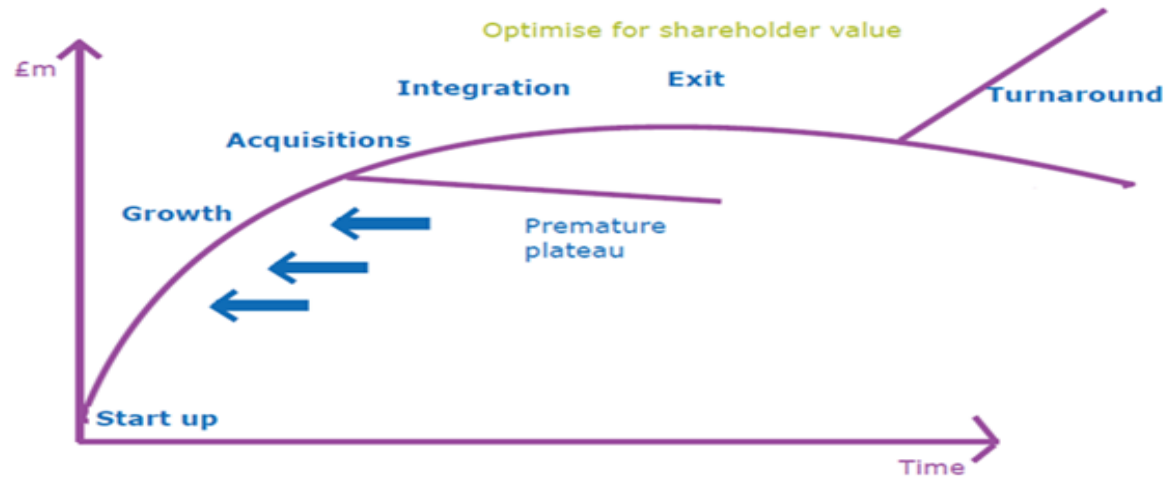 Optimise for shareholder value
£m
Integration
Exit
Turnaround
Acquisitions
Growth
Premature
plateau
Start up
Time